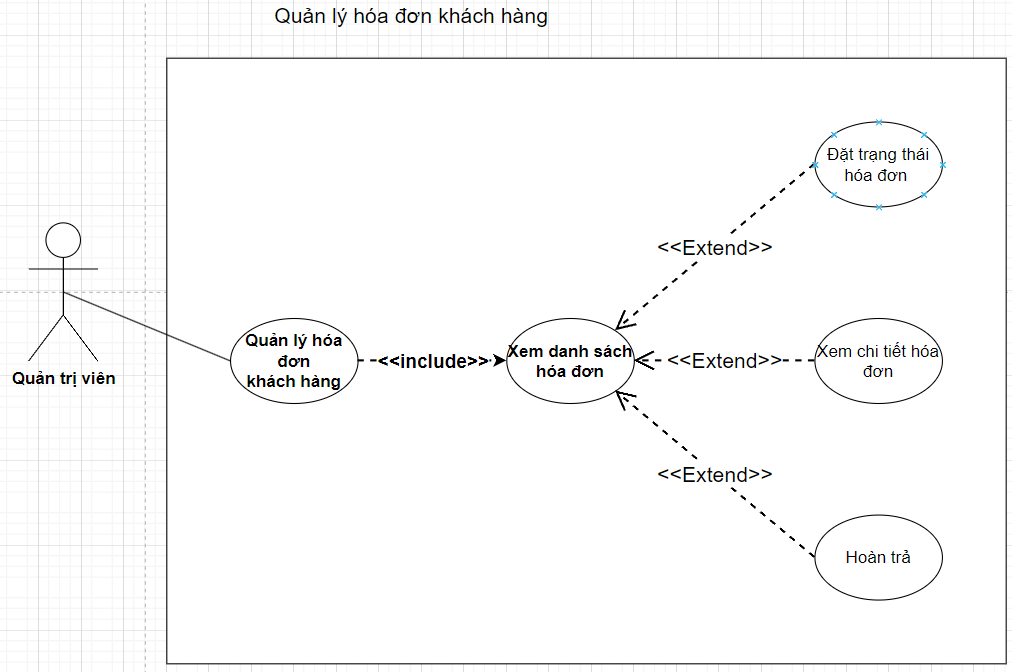 Quản lý hóa đơn khách hàng
Đặt trạng thái
hóa đơn
<<Extend>>
Quản lý hóa
đơn
khách hàng
<<include>>
Xem danh sách
hóa đơn
<<Extend>>
Xem chi tiết hóa
đơn
Quản trị viên
<<Extend>>
Hoàn trả